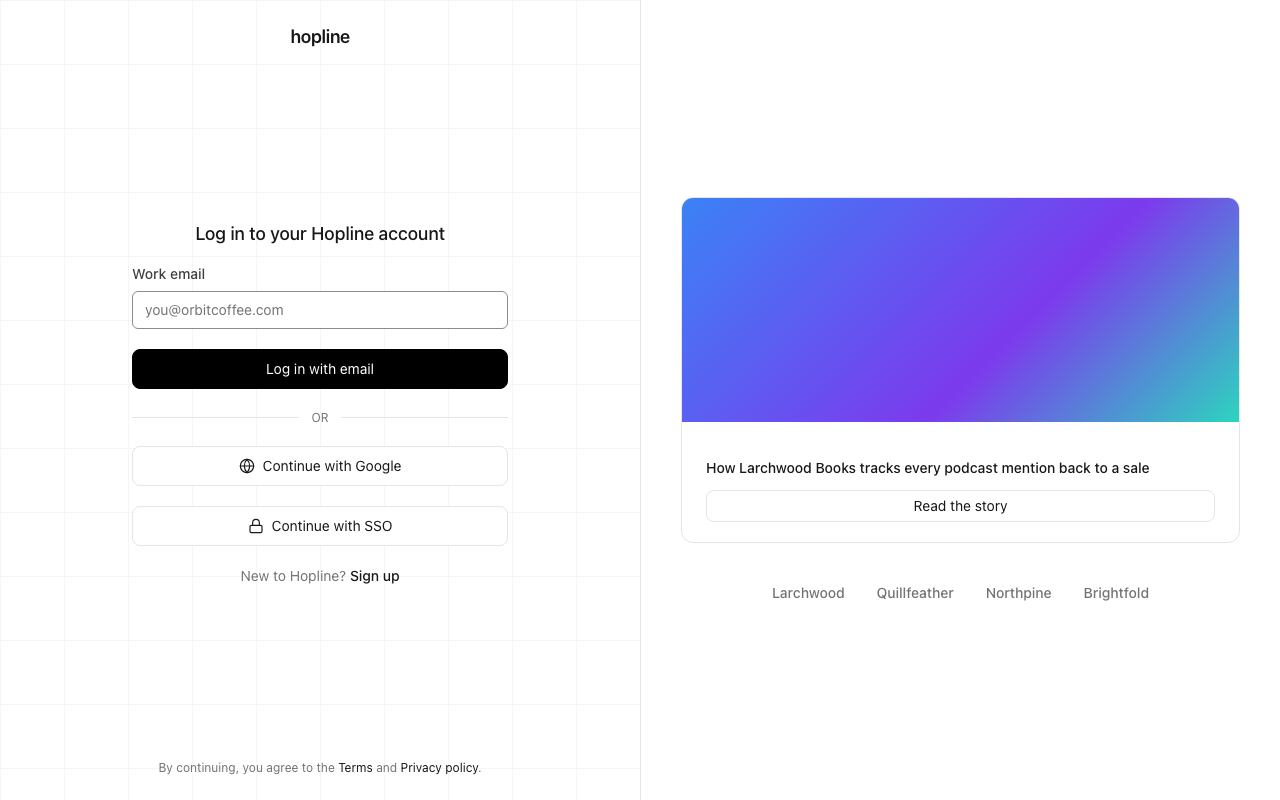 hopline
Log in to your Hopline account
Work email
you@orbitcoffee.com
Log in with email
OR
Continue with Google
Continue with SSO
New to Hopline? Sign up
By continuing, you agree to the Terms and Privacy policy.
How Larchwood Books tracks every podcast mention back to a sale
Read the story
Larchwood Quillfeather Northpine Brightfold